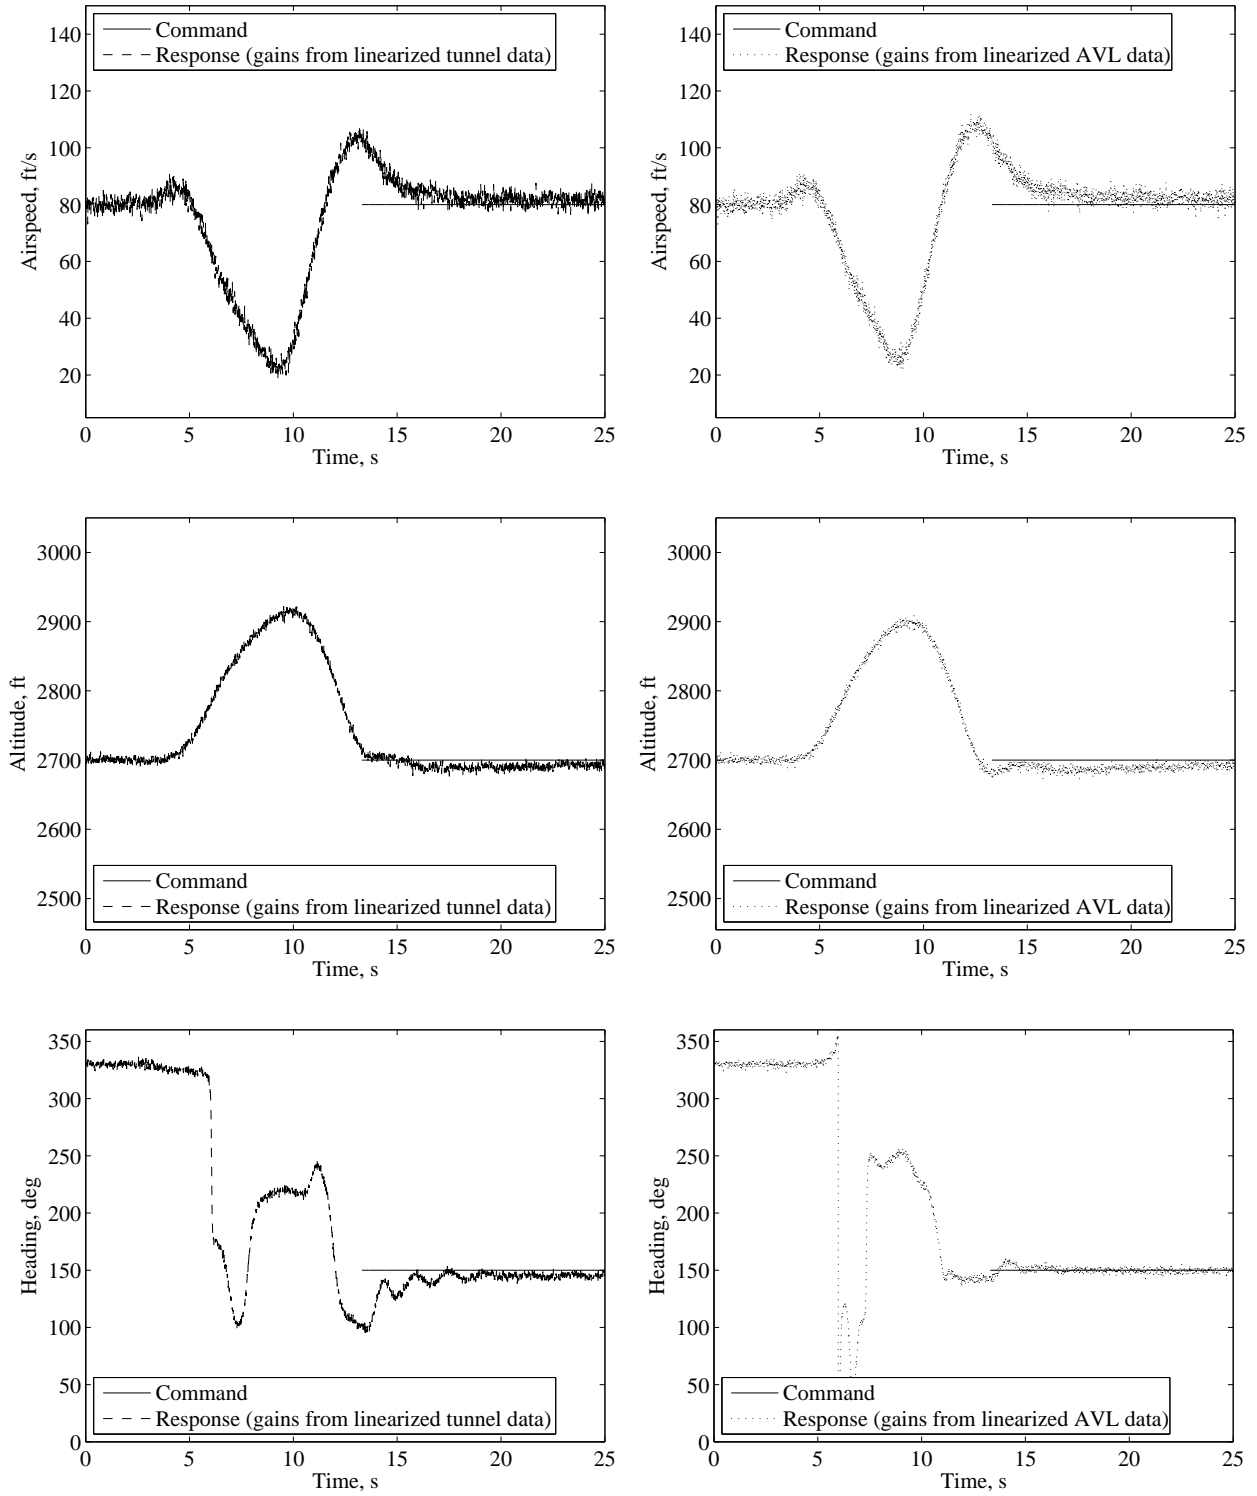 140
Command
Response (gains from linearized tunnel data)
120
100
80
60
40
20
Airspeed, ft/s
0 5 10 15 20 25
Time, s
140
Command
Response (gains from linearized AVL data)
120
100
80
60
40
20
Airspeed, ft/s
0 5 10 15 20 25
Time, s
3000
2900
2800
2700
2600
2500
Altitude, ft
Command
Response (gains from linearized tunnel data)
0 5 10 15 20 25
Time, s
3000
2900
2800
2700
2600
2500
Altitude, ft
Command
Response (gains from linearized AVL data)
0 5 10 15 20 25
Time, s
350
300
250
200
150
100
50
0
Heading, deg
Command
Response (gains from linearized tunnel data)
0 5 10 15 20 25
Time, s
350
300
250
200
150
100
50
0
Heading, deg
Command
Response (gains from linearized AVL data)
0 5 10 15 20 25
Time, s